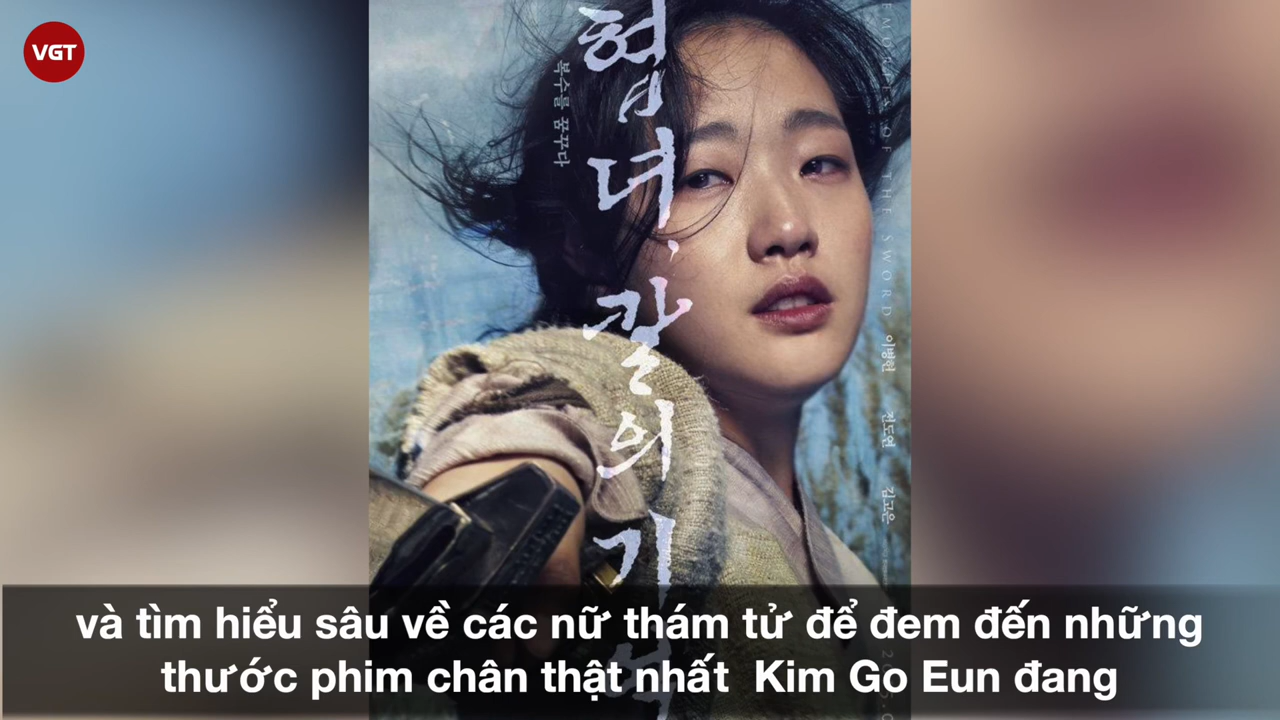 VGT
협녀, 칼의 기억
복수를 꿈꾸다
MEMORIES OF THE SWORD
이병헌 전도연 김고은
và tìm hiểu sâu về các nữ thám tử để đem đến những
thước phim chân thật nhất Kim Go Eun đang